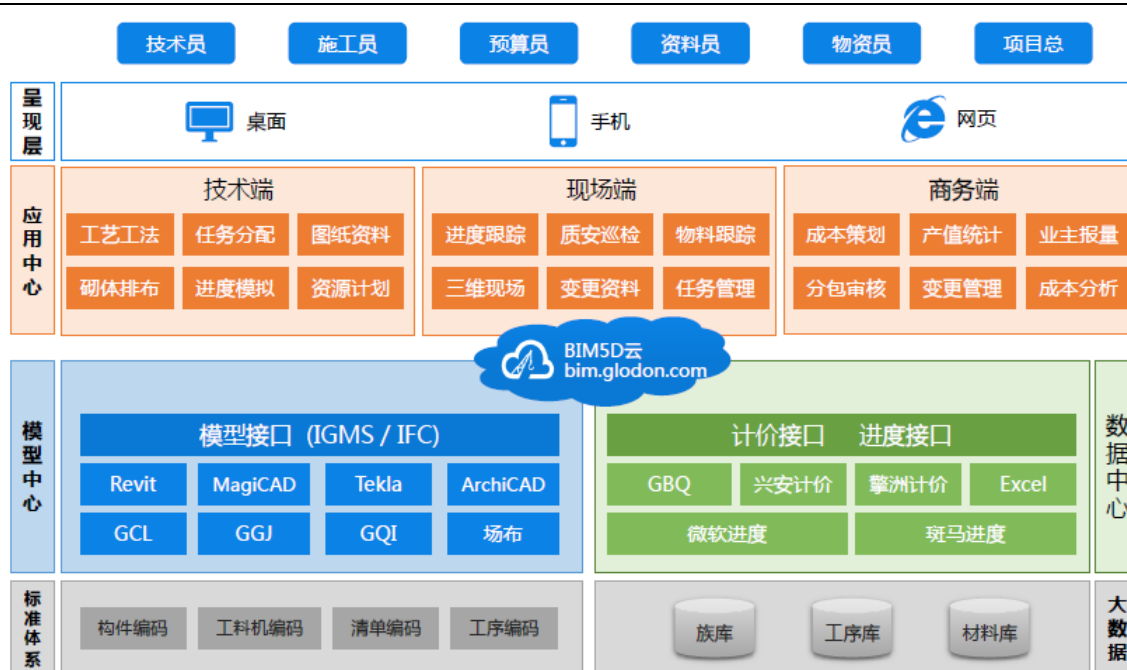 技术员 施工员 预算员 资料员 物资员 项目总
呈现层
桌面 手机 网页
应用中心
技术端 现场端 商务端
工艺工法 任务分配 图纸资料 进度跟踪 质安巡检 物料跟踪 成本策划 产值统计 业主报量
砌体排布 进度模拟 资源计划 三维现场 变更资料 任务管理 分包审核 变更管理 成本分析
BIM5D云
bim.glodon.com
模型中心
模型接口 (IGMS / IFC)
Revit MagiCAD Tekla ArchiCAD
GCL GGJ GQI 场布
计价接口 进度接口
GBQ 兴安计价 擎洲计价 Excel
微软进度 斑马进度
数据中心
标准体系
构件编码 工料机编码 清单编码 工序编码
族库 工序库 材料库
大数据